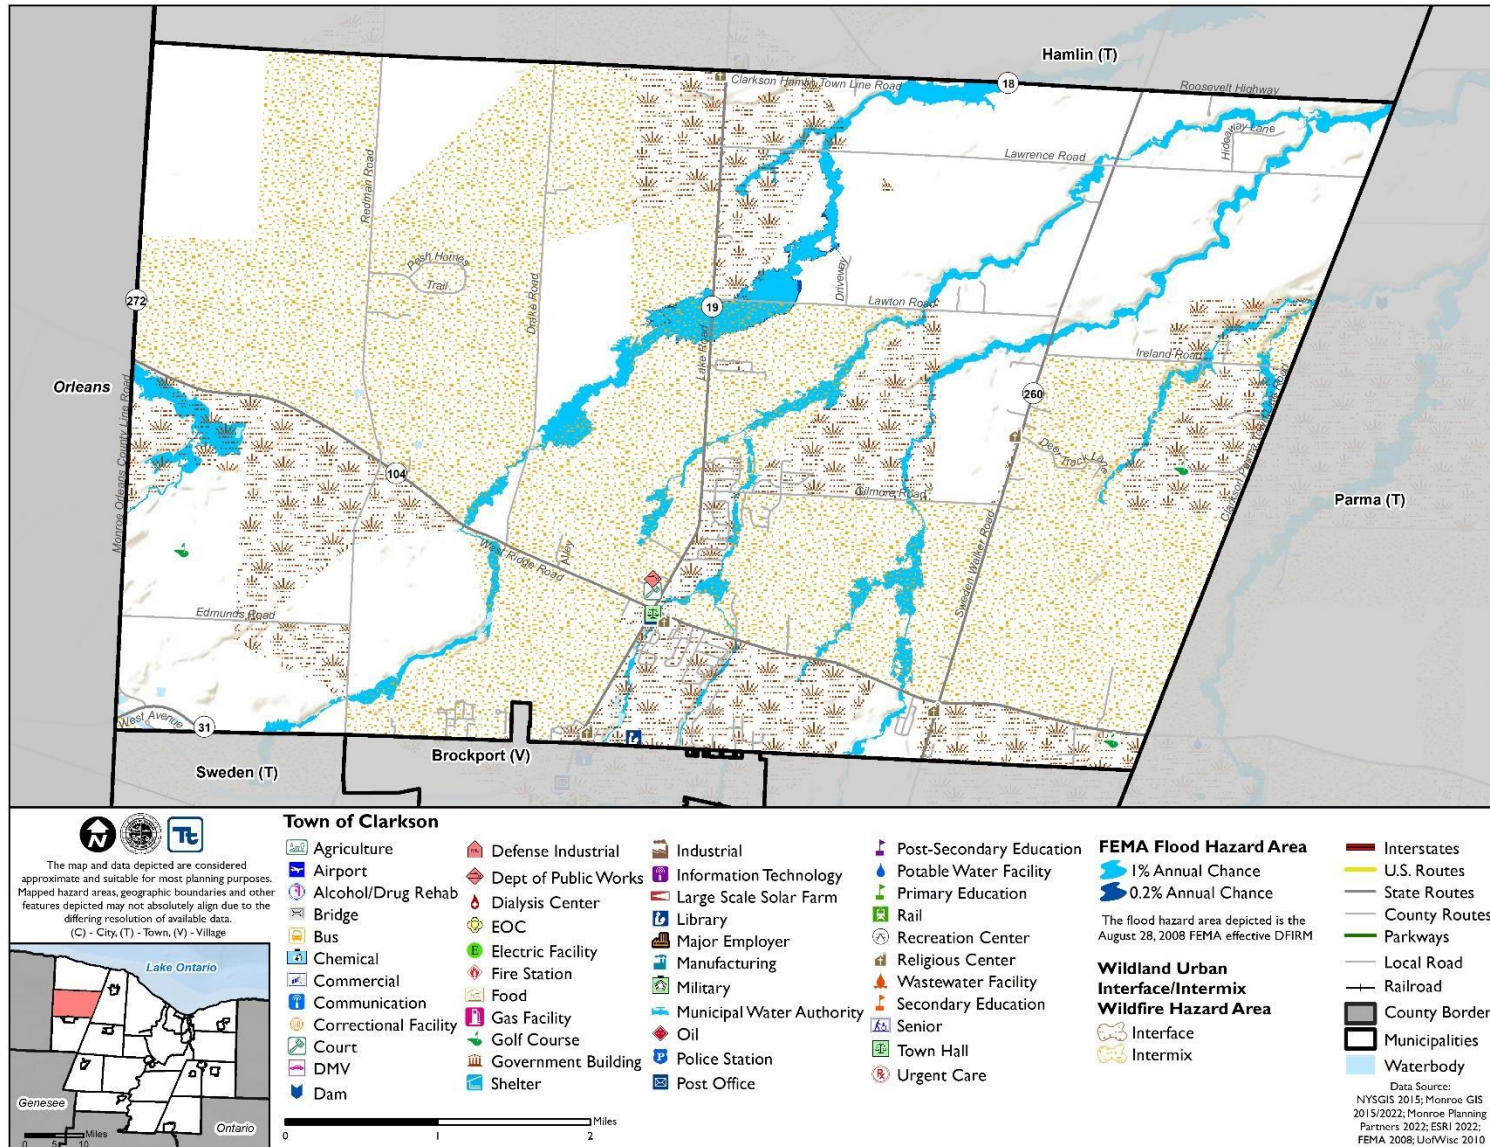 Hamlin (T)
Clarkson Hamlin Town Line Road
18
Roosevelt Highway
Hideaway Lane
Lawrence Road
Redman Road
Pesh Homes
Trail
Drake Road
Driveway
272
19
Lawton Road
Lake Road
Ireland Road
Orleans
Monroe Orleans County Line Road
260
104
Deer Track Lane
Gilmore Road
Clarkson Parma Town Line Road
Parma (T)
West Ridge Road
Alley
Sweden Walker Road
Edmunds Road
West Avenue
31
Brockport (V)
Sweden (T)
N
Tt
The map and data depicted are considered
approximate and suitable for most planning purposes.
Mapped hazard areas, geographic boundaries and other
features depicted may not absolutely align due to the
differing resolution of available data.
(C) - City, (T) - Town, (V) - Village
Lake Ontario
Genesee
Ontario
0 5 10 Miles
Town of Clarkson
Agriculture
Airport
Alcohol/Drug Rehab
Bridge
Bus
Chemical
Commercial
Communication
Correctional Facility
Court
DMV
Dam
Defense Industrial
Dept of Public Works
Dialysis Center
EOC
Electric Facility
Fire Station
Food
Gas Facility
Golf Course
Government Building
Shelter
Industrial
Information Technology
Large Scale Solar Farm
Library
Major Employer
Manufacturing
Military
Municipal Water Authority
Oil
Police Station
Post Office
Post-Secondary Education
Potable Water Facility
Primary Education
Rail
Recreation Center
Religious Center
Wastewater Facility
Secondary Education
Senior
Town Hall
Urgent Care
0 1 2 Miles
FEMA Flood Hazard Area
1% Annual Chance
0.2% Annual Chance
The flood hazard area depicted is the
August 28, 2008 FEMA effective DFIRM
Wildland Urban
Interface/Intermix
Wildfire Hazard Area
Interface
Intermix
Interstates
U.S. Routes
State Routes
County Routes
Parkways
Local Road
Railroad
County Border
Municipalities
Waterbody
Data Source:
NYSGIS 2015; Monroe GIS
2015/2022; Monroe Planning
Partners 2022; ESRI 2022;
FEMA 2008; UofWisc 2010